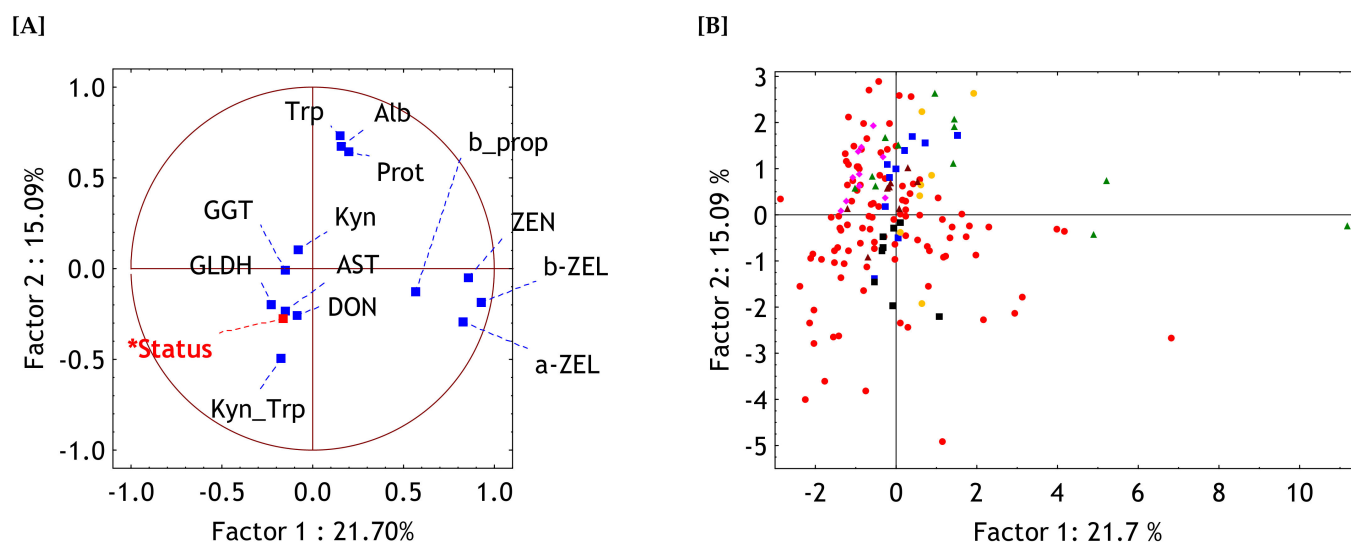 [A]
[B]
1.0
0.5
0.0
-0.5
-1.0
Factor 2 : 15.09%
Trp
Alb
b_prop
Prot
GGT
Kyn
ZEN
GLDH
AST
b-ZEL
DON
*Status
a-ZEL
Kyn_Trp
-1.0 -0.5 0.0 0.5 1.0
Factor 1 : 21.70%
3
2
1
0
-1
-2
-3
-4
-5
Factor 2: 15.09 %
-2 0 2 4 6 8 10
Factor 1: 21.7 %